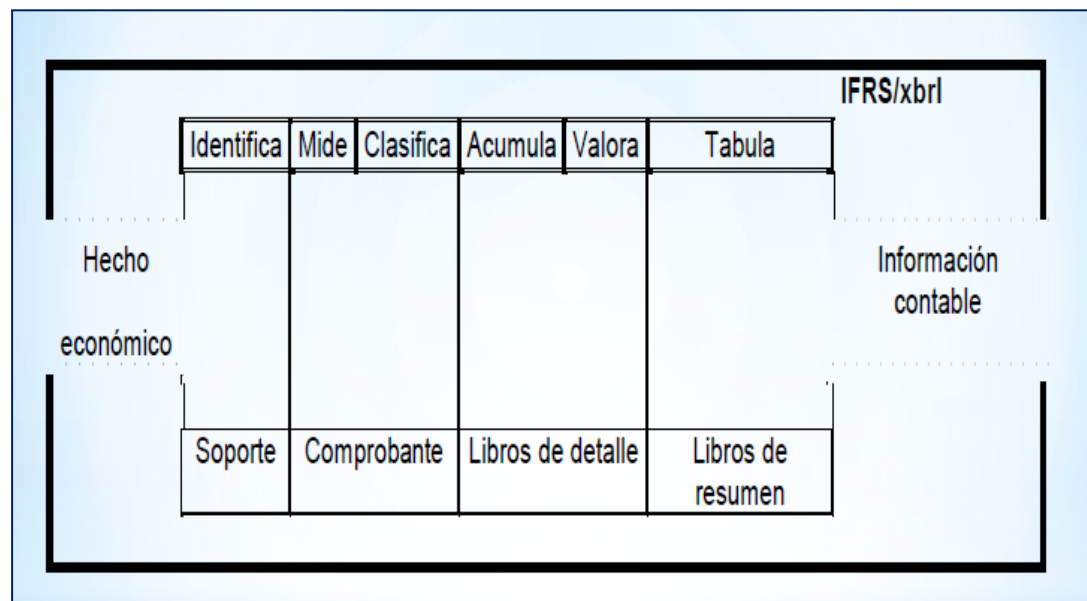 IFRS/xbrl
Identifica Mide Clasifica Acumula Valora Tabula
Hecho
económico
Información
contable
Soporte Comprobante Libros de detalle Libros de
resumen